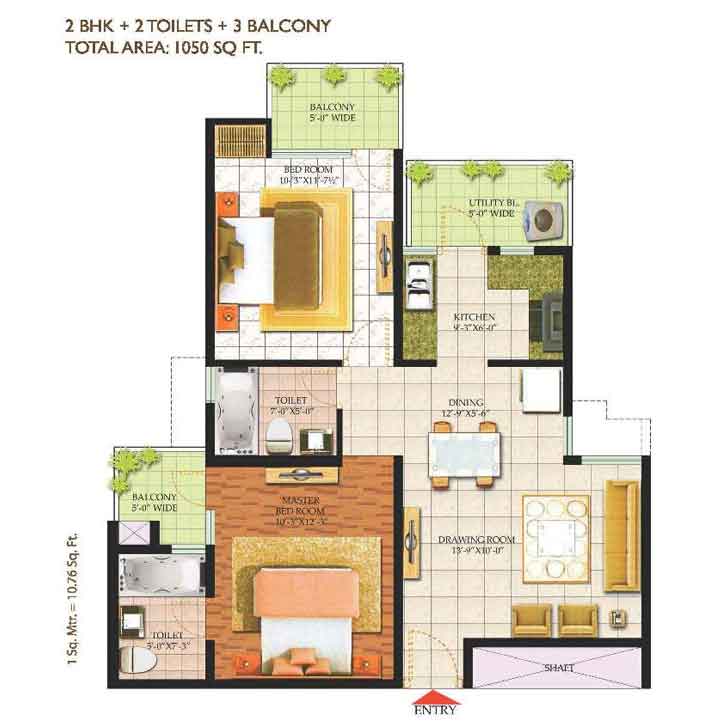 2 BHK + 2 TOILETS + 3 BALCONY
TOTAL AREA: 1050 SQ FT.
BALCONY
5'-0" WIDE
BED ROOM
10-'3"X11'-7½"
UTILITY BL.
5'-0" WIDE
KITCHEN
9'-3"X6'-0"
TOILET
7'-0"X5'-0"
DINING
12'-9"X5'-6"
BALCONY
5'-0" WIDE
MASTER
BED ROOM
10'-3"X12'-3"
DRAWING ROOM
13'-9"X10'-0"
1 Sq. Mtr. = 10.76 Sq. Ft.
TOILET
5'-0"X7'-3"
SHAFT
ENTRY